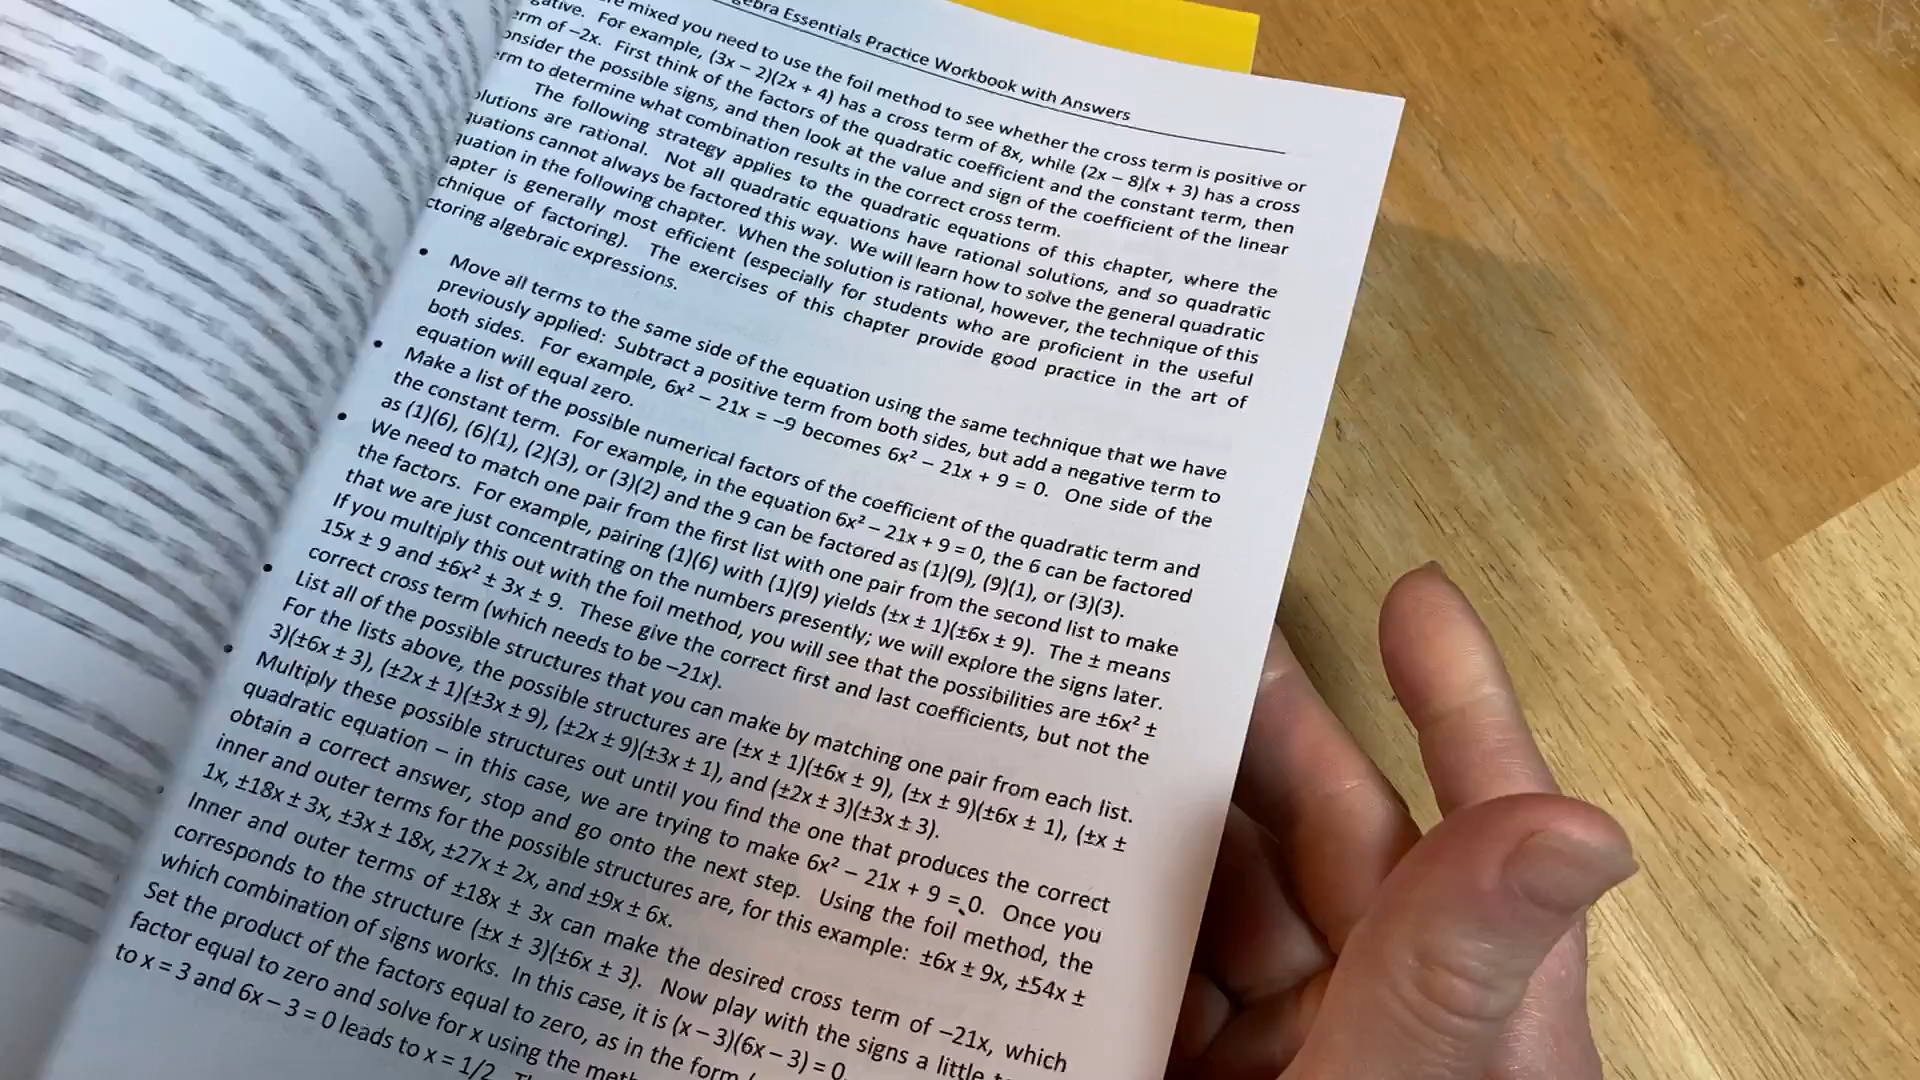 gebra Essentials Practice Workbook with Answers
re mixed you need to use the foil method to see whether the cross term is positive or
gative. For example, (3x – 2)(2x + 4) has a cross term of 8x, while (2x – 8)(x + 3) has a cross
erm of –2x. First think of the factors of the quadratic coefficient and the constant term, then
onsider the possible signs, and then look at the value and sign of the coefficient of the linear
erm to determine what combination results in the correct cross term.
The following strategy applies to the quadratic equations of this chapter, where the
olutions are rational. Not all quadratic equations have rational solutions, and so quadratic
quations cannot always be factored this way. We will learn how to solve the general quadratic
quation in the following chapter. When the solution is rational, however, the technique of this
apter is generally most efficient (especially for students who are proficient in the useful
chnique of factoring). The exercises of this chapter provide good practice in the art of
ctoring algebraic expressions.
• Move all terms to the same side of the equation using the same technique that we have
previously applied: Subtract a positive term from both sides, but add a negative term to
both sides. For example, 6x² – 21x = –9 becomes 6x² – 21x + 9 = 0. One side of the
equation will equal zero.
• Make a list of the possible numerical factors of the coefficient of the quadratic term and
the constant term. For example, in the equation 6x² – 21x + 9 = 0, the 6 can be factored
as (1)(6), (6)(1), (2)(3), or (3)(2) and the 9 can be factored as (1)(9), (9)(1), or (3)(3).
• We need to match one pair from the first list with one pair from the second list to make
the factors. For example, pairing (1)(6) with (1)(9) yields (±x ± 1)(±6x ± 9). The ± means
that we are just concentrating on the numbers presently; we will explore the signs later.
If you multiply this out with the foil method, you will see that the possibilities are ±6x² ±
15x ± 9 and ±6x² ± 3x ± 9. These give the correct first and last coefficients, but not the
correct cross term (which needs to be –21x).
• List all of the possible structures that you can make by matching one pair from each list.
For the lists above, the possible structures are (±x ± 1)(±6x ± 9), (±x ± 9)(±6x ± 1), (±x ±
3)(±6x ± 3), (±2x ± 1)(±3x ± 9), (±2x ± 9)(±3x ± 1), and (±2x ± 3)(±3x ± 3).
• Multiply these possible structures out until you find the one that produces the correct
quadratic equation – in this case, we are trying to make 6x² – 21x + 9 = 0. Once you
obtain a correct answer, stop and go onto the next step. Using the foil method, the
inner and outer terms for the possible structures are, for this example: ±6x ± 9x, ±54x ±
1x, ±18x ± 3x, ±3x ± 18x, ±27x ± 2x, and ±9x ± 6x.
Inner and outer terms of ±18x ± 3x can make the desired cross term of –21x, which
corresponds to the structure (±x ± 3)(±6x ± 3). Now play with the signs a little
which combination of signs works. In this case, it is (x – 3)(6x – 3) = 0.
Set the product of the factors equal to zero, as in the form
factor equal to zero and solve for x using the
to x = 3 and 6x – 3 = 0 leads to x = 1/2.